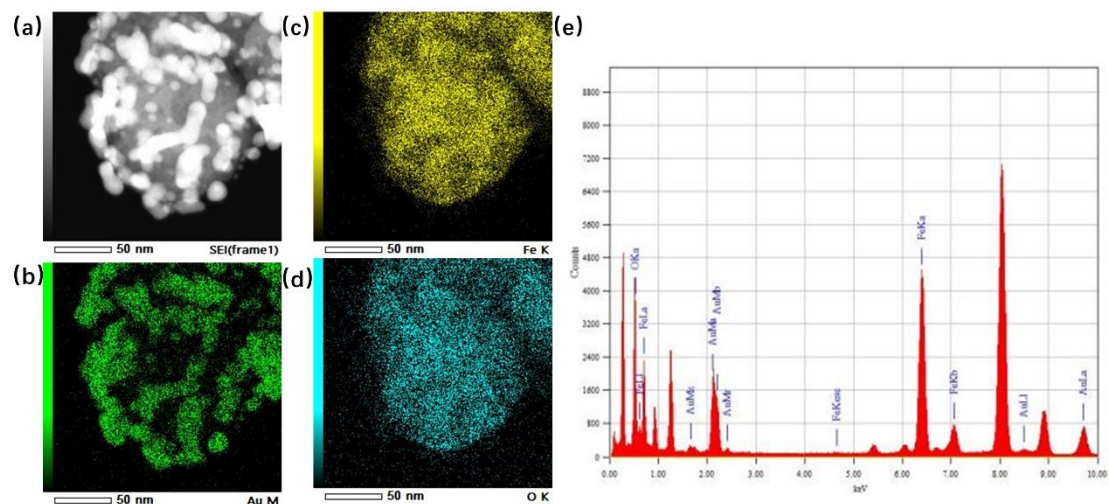 (a)
50 nm
SEI(frame1)
(b)
50 nm
Au M
(c)
50 nm
Fe K
(d)
50 nm
O K
(e)
Counts
8800
8000
7200
6400
5600
4800
4000
3200
2400
1600
800
0
0.00
1.00
2.00
3.00
4.00
5.00
6.00
7.00
8.00
9.00
10.00
keV
OKa
FeLl
FeLa
AuMz
AuMa
AuMb
AuMr
FeKesc
FeKa
FeKb
AuLl
AuLa